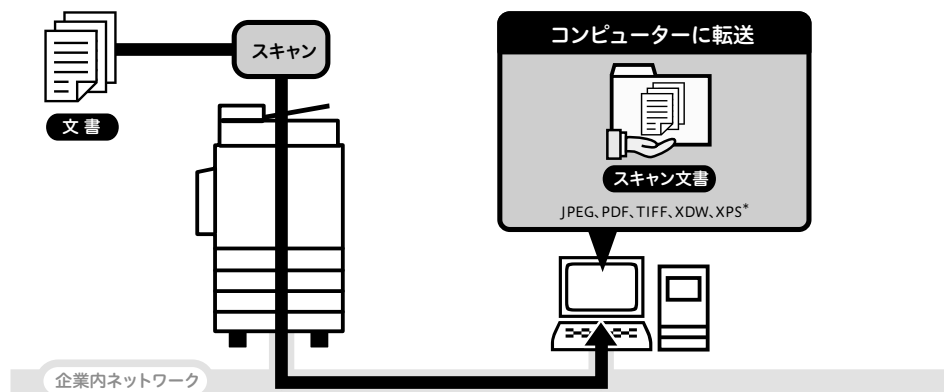 スキャン
文書
コンピューターに転送
スキャン文書
JPEG、PDF、TIFF、XDW、XPS*
企業内ネットワーク